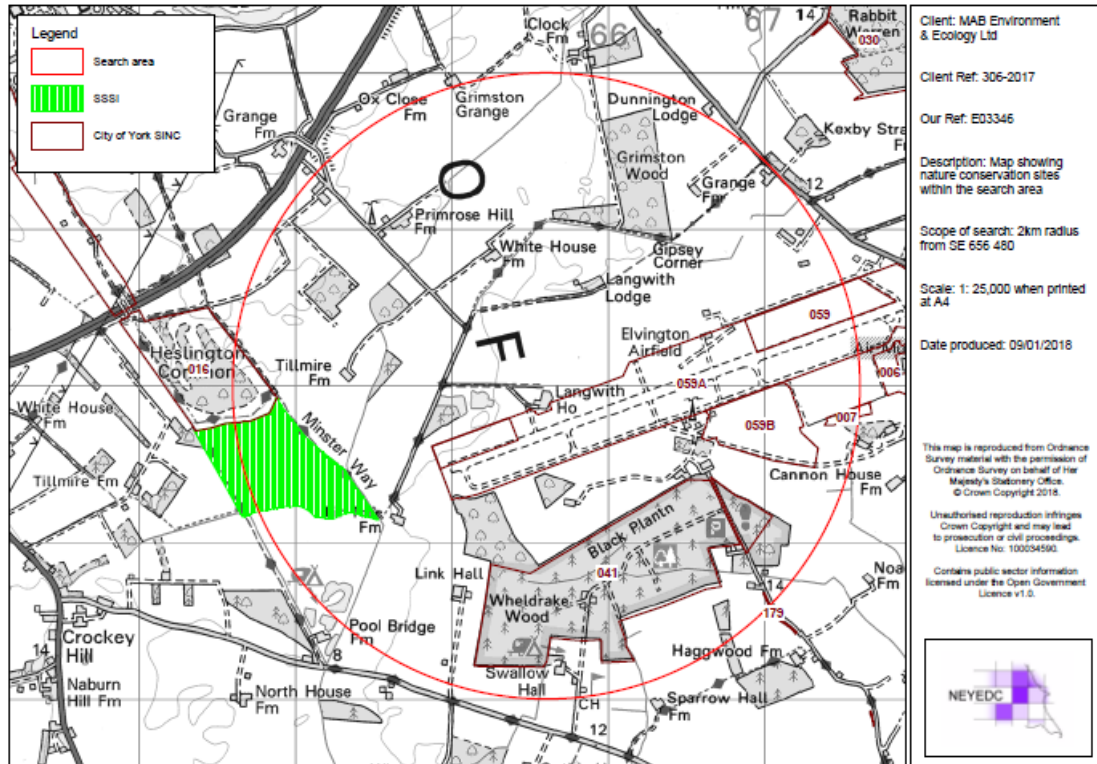 Legend
Search area
SSSI
City of York SINC
Clock
Fm
66
67
14
Rabbit
Warren
030
Ox Close
Fm
Grimston
Grange
Grange
Fm
Dunnington
Lodge
Kexby
Grimston
Wood
Grange
Fm
12
20
O
Primrose Hill
Fm
White House
Fm
Gipsey
Corner
Langwith
Lodge
059
Elvington
Airfield
F
Heslington
Common
016
Tillmire
Fm
059A
006
Langwith
Ho
White House
Fm
Minster Way
007
059B
Cannon House
Fm
Tillmire Fm
Fm
Black Plantn
Link Hall
041
Wheldrake
Wood
14
Fm
179
Crockey
Hill
14
Pool Bridge
Fm
8
Haggwood Fm
Swallow
Hall
Naburn
Hill Fm
North House
Fm
CH
Sparrow Hall
Fm
12
Client: MAB Environment
& Ecology Ltd
Client Ref: 306-2017
Our Ref: E03346
Description: Map showing
nature conservation sites
within the search area
Scope of search: 2km radius
from SE 656 480
Scale: 1: 25,000 when printed
at A4
Date produced: 09/01/2018
This map is reproduced from Ordnance
Survey material with the permission of
Ordnance Survey on behalf of Her
Majesty's Stationery Office.
© Crown Copyright 2018.
Unauthorised reproduction infringes
Crown Copyright and may lead
to prosecution or civil proceedings.
Licence No: 100034590.
Contains public sector information
licensed under the Open Government
Licence v1.0.
NEYEDC